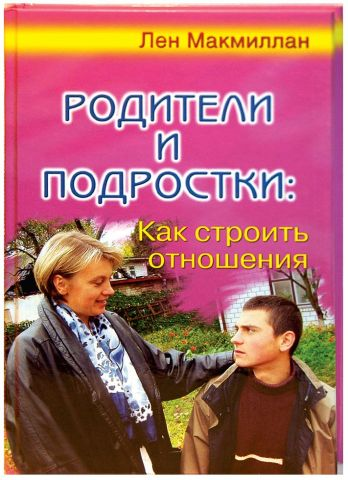 Лен Макмиллан
РОДИТЕЛИ
И
ПОДРОСТКИ:
Как строить
отношения